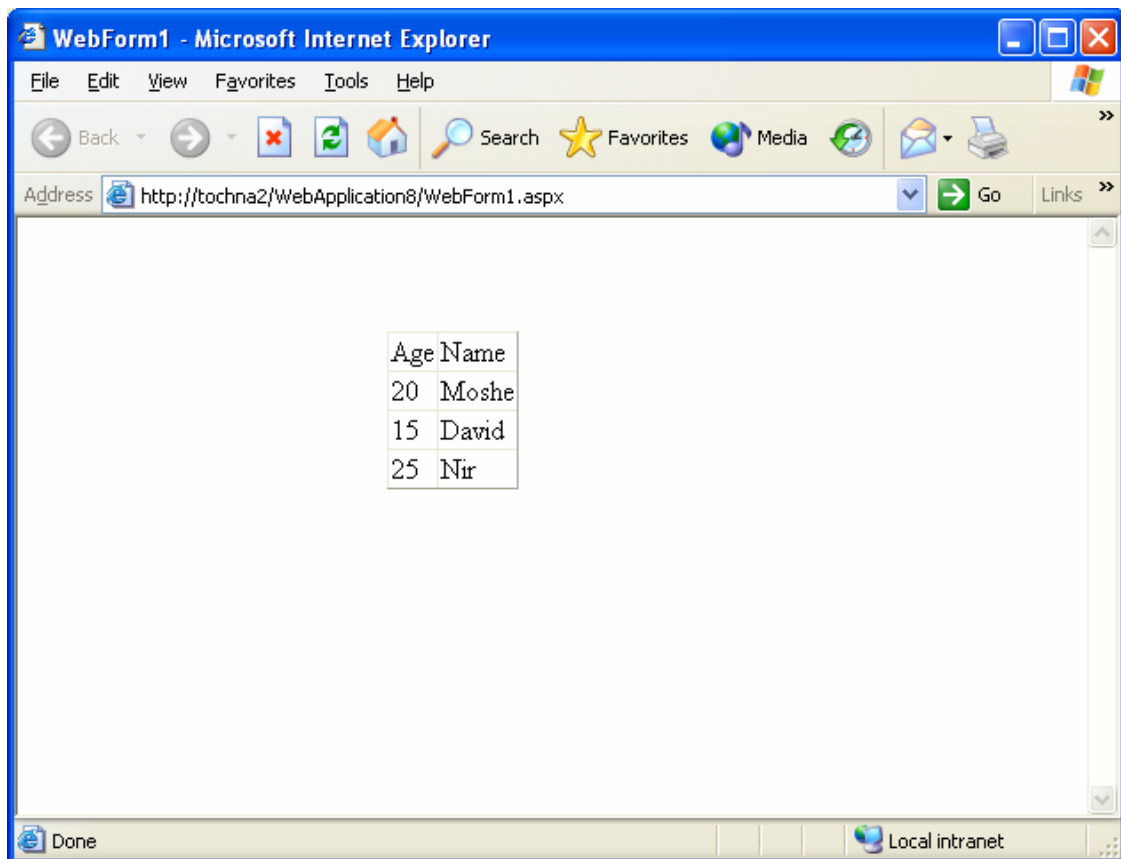 WebForm1 - Microsoft Internet Explorer
File Edit View Favorites Tools Help
Back Search Favorites Media »
Address http://tochna2/WebApplication8/WebForm1.aspx Go Links »
Age Name
20 Moshe
15 David
25 Nir
Done Local intranet